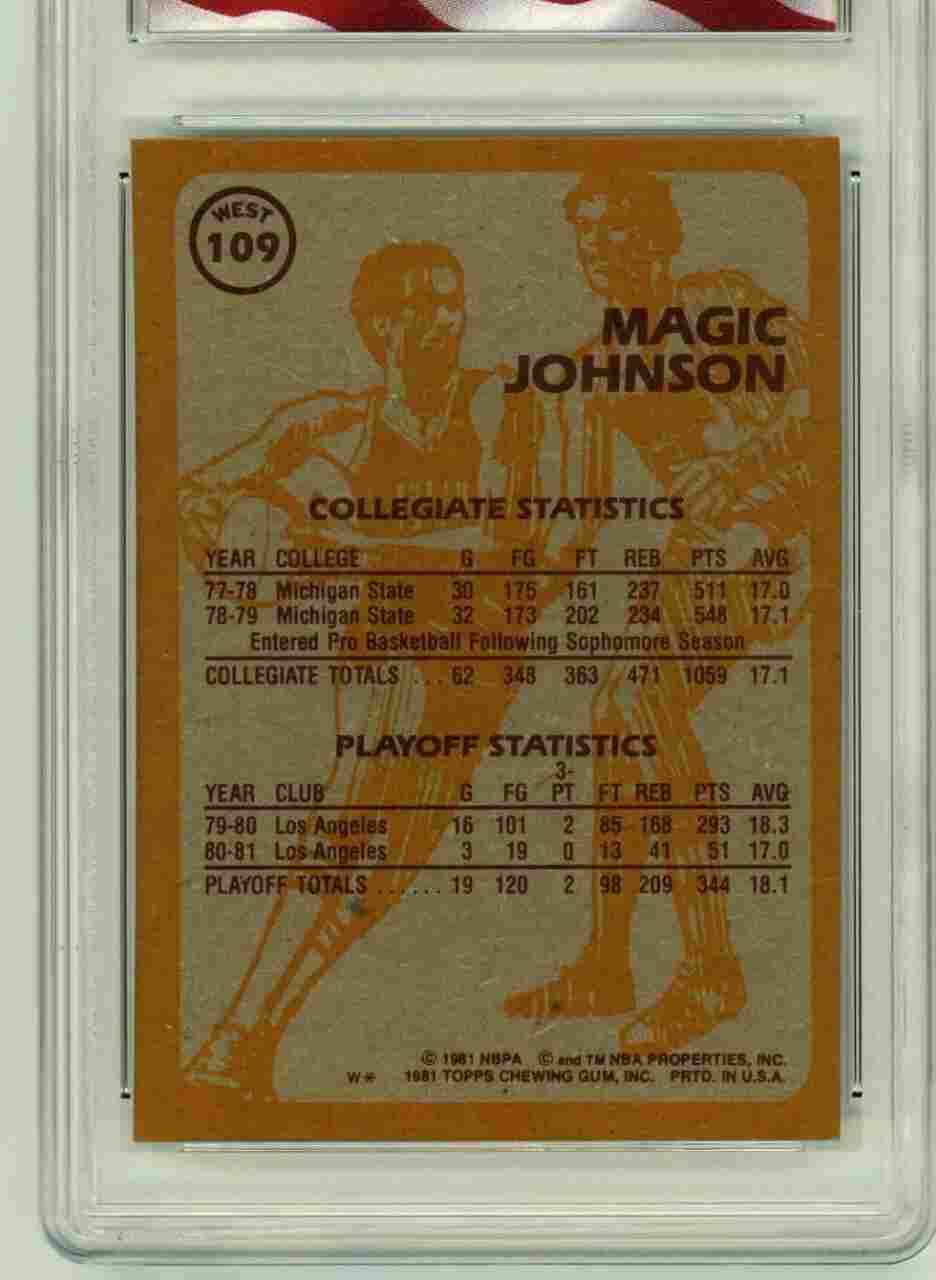 WEST
109
MAGIC
JOHNSON
COLLEGIATE STATISTICS
YEAR COLLEGE G FG FT REB PTS AVG
77-78 Michigan State 30 175 161 237 511 17.0
78-79 Michigan State 32 173 202 234 548 17.1
Entered Pro Basketball Following Sophomore Season
COLLEGIATE TOTALS ... 62 348 363 471 1059 17.1
PLAYOFF STATISTICS
3-
YEAR CLUB G FG PT FT REB PTS AVG
79-80 Los Angeles 16 101 2 85 168 293 18.3
80-81 Los Angeles 3 19 0 13 41 51 17.0
PLAYOFF TOTALS ...... 19 120 2 98 209 344 18.1
© 1981 NBPA © and TM NBA PROPERTIES, INC.
W* 1981 TOPPS CHEWING GUM, INC. PRTD. IN U.S.A.